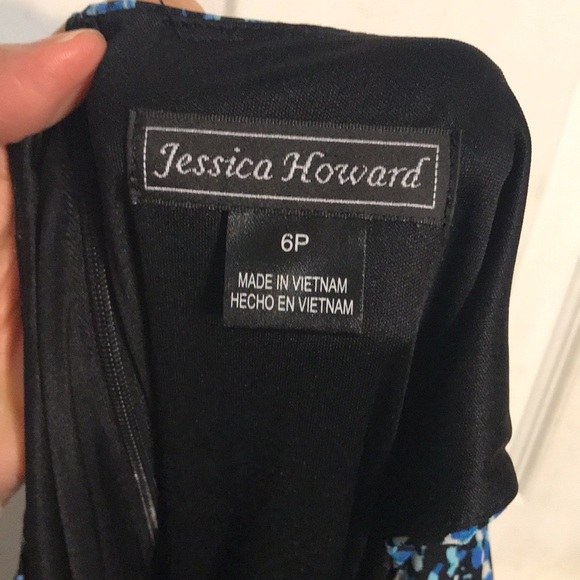 Jessica Howard
6P
MADE IN VIETNAM
HECHO EN VIETNAM